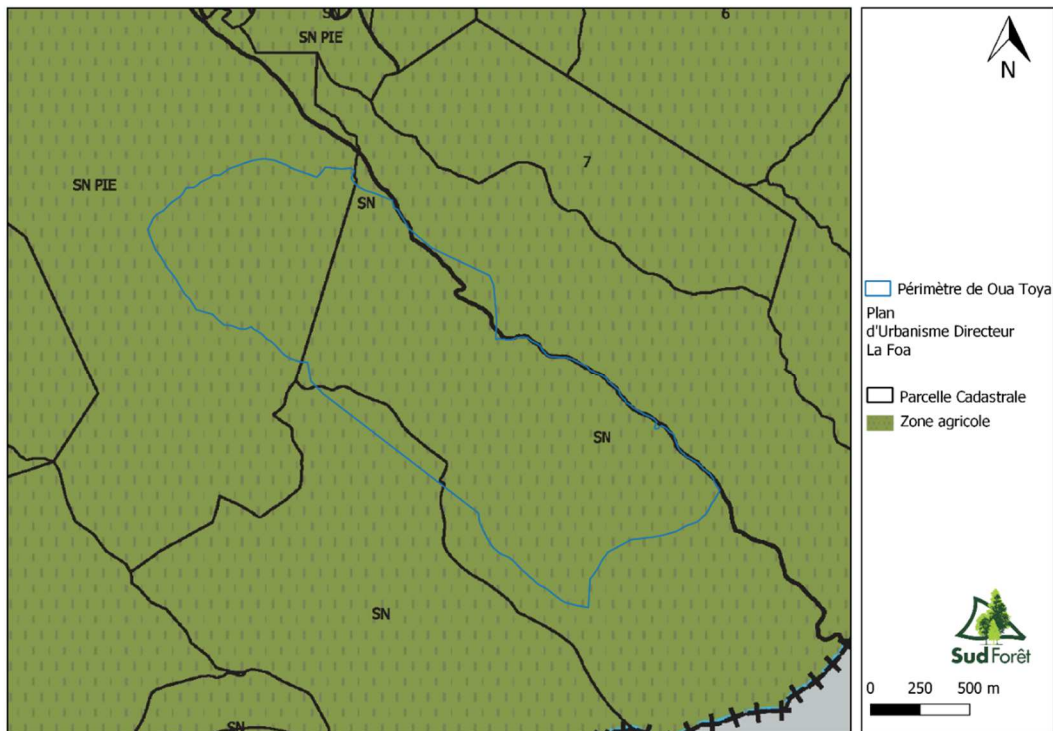 SN
6
SN PIE
N
7
SN PIE
SN
Périmètre de Oua Toya
Plan
d'Urbanisme Directeur
La Foa
Parcelle Cadastrale
Zone agricole
SN
SN
Sud Forêt
0 250 500 m
SN